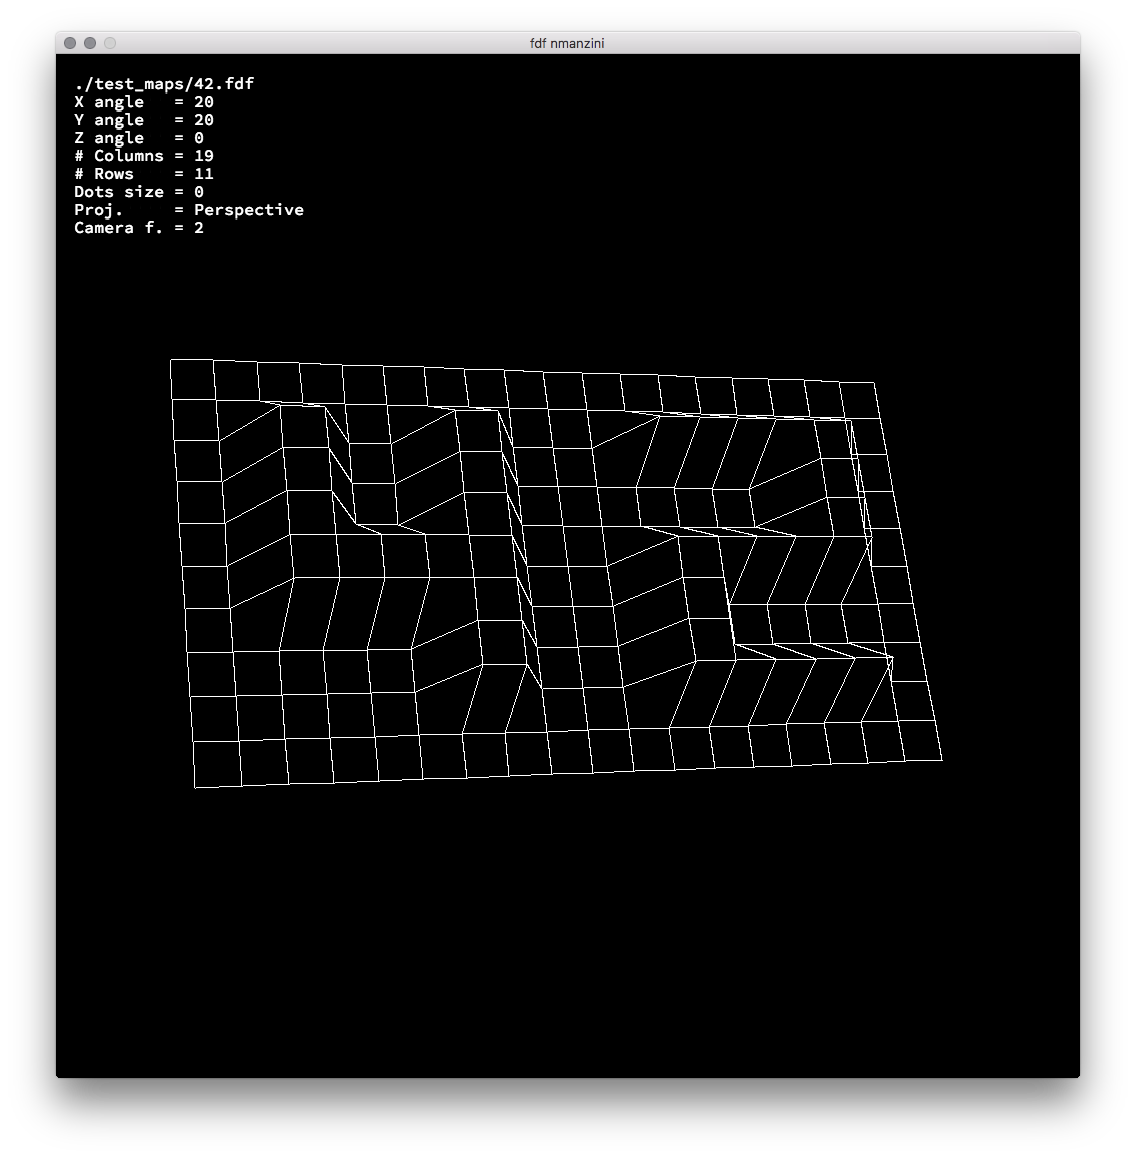 fdf nmanzini
./test_maps/42.fdf
X angle   = 20
Y angle   = 20
Z angle   = 0
# Columns = 19
# Rows    = 11
Dots size = 0
Proj.     = Perspective
Camera f. = 2